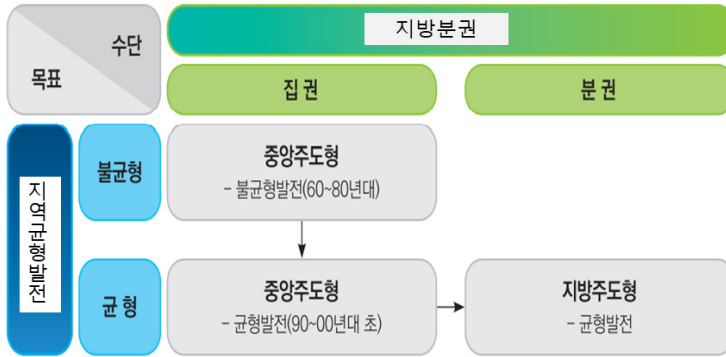 수단
목표
지방분권
집권
분권
지역균형발전
불균형
중앙주도형
- 불균형발전(60~80년대)
균형
중앙주도형
- 균형발전(90~00년대 초)
지방주도형
- 균형발전